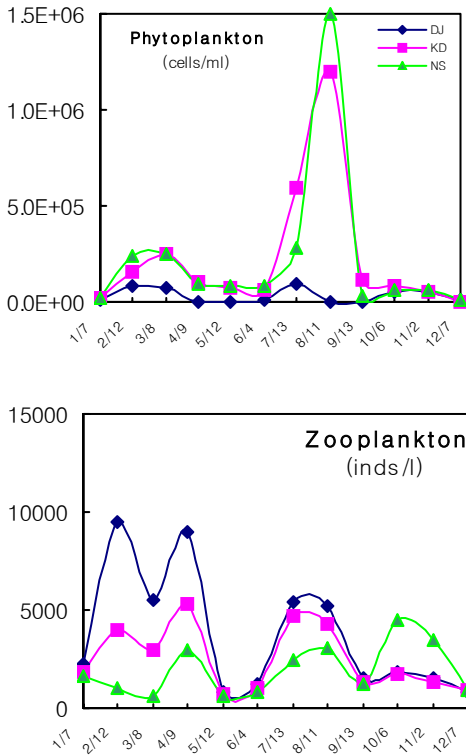 1.5E+06
Phytoplankton
(cells/ml)
DJ
KD
NS
1.0E+06
5.0E+05
0.0E+00
1/7 2/12 3/8 4/9 5/12 6/4 7/13 8/11 9/13 10/6 11/2 12/7
15000
Zooplankton
(inds/l)
10000
5000
0
1/7 2/12 3/8 4/9 5/12 6/4 7/13 8/11 9/13 10/6 11/2 12/7